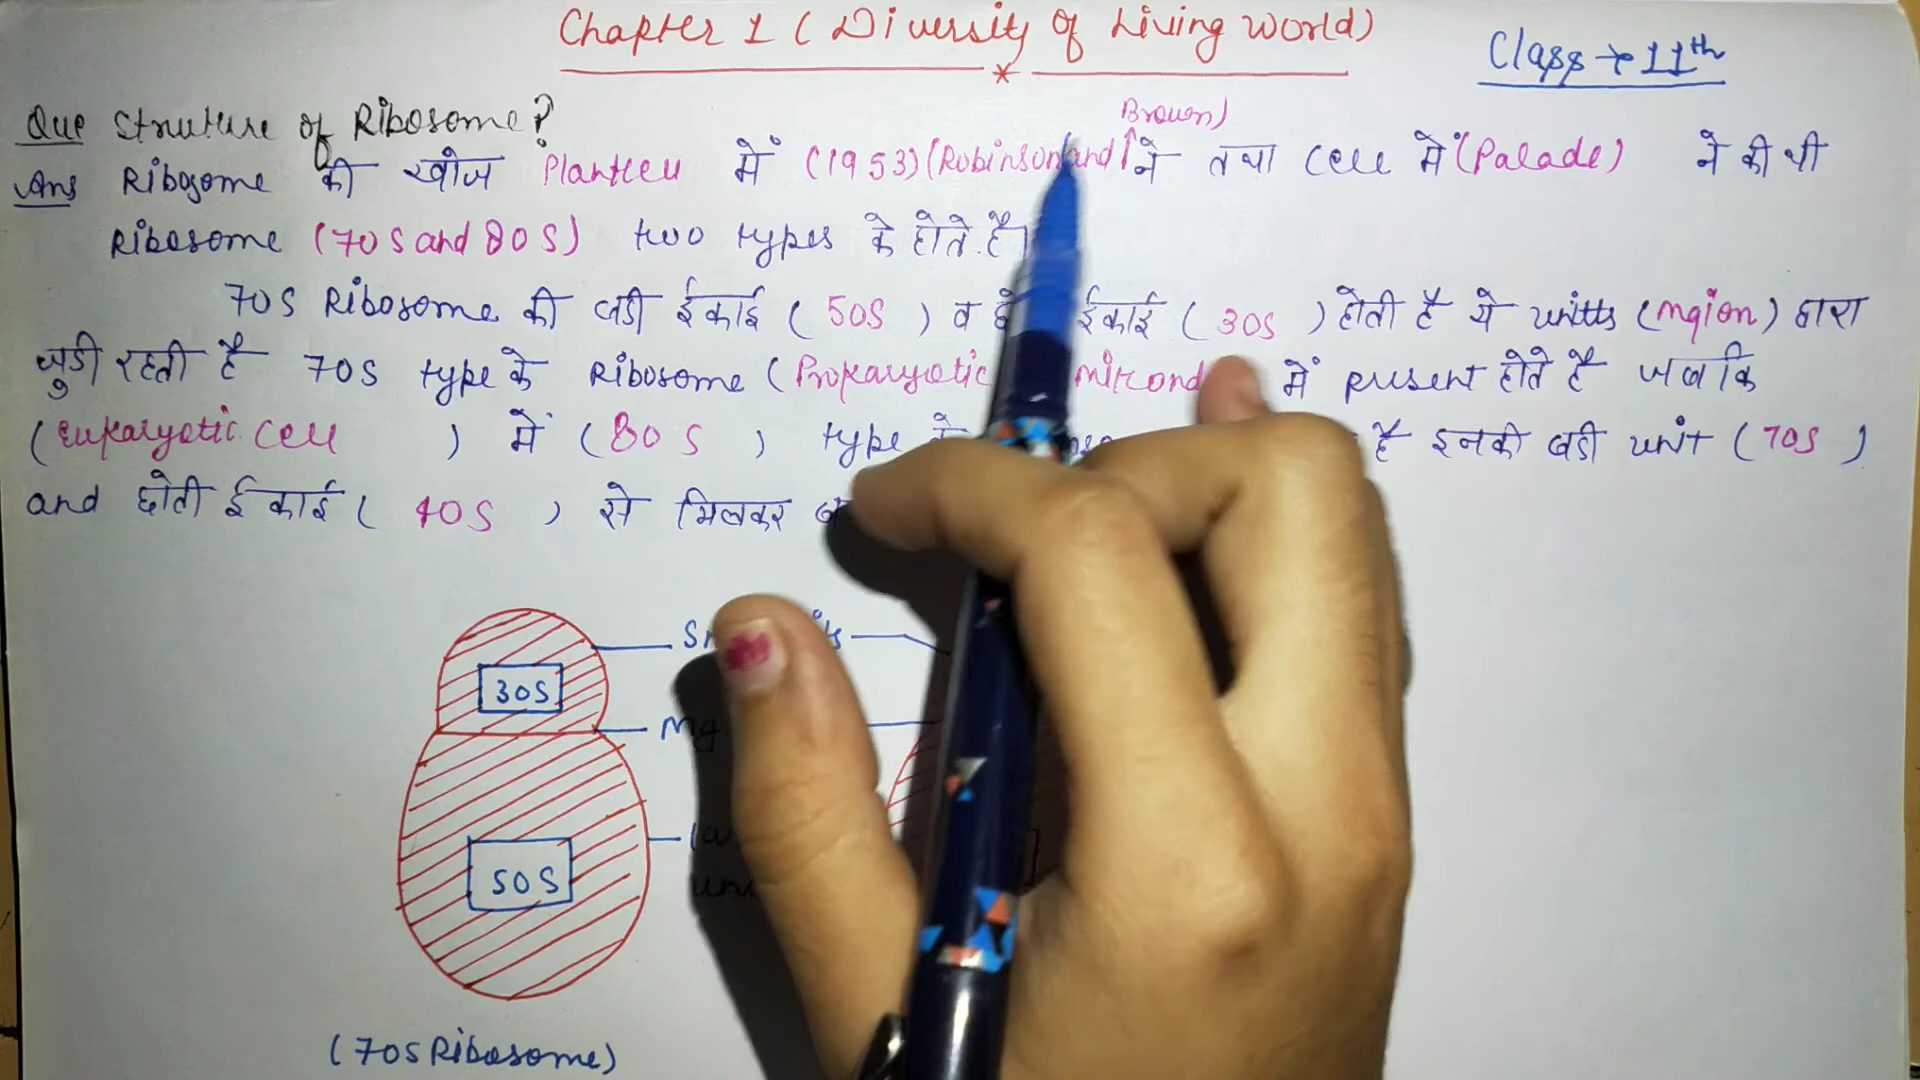 Chapter 1 (Diversity of Living World)
Class → 11th
Que Struture of Ribosome?
Brown)
Ans Ribosome की खोज Plantcell में (1953) (Robinson and ↑ ने तथा Cell में (Palade) ने की थी
Ribosome (70S and 80S) two types के होते है।
70S Ribosome की बडी ईकाई ( 50S ) व ईकाई ( 30S ) होती है ये unitts (mgion) द्वारा
जुडी रहती है 70S type के Ribosome (Prokaryotic में present होते है जबकि
(Eukaryotic Cell ) में ( 80S ) type है इनकी बडी unit ( 70S )
and छोती ईकाई ( 40S ) से मिलकर
30S
Mg
50S
(70S Ribosome)